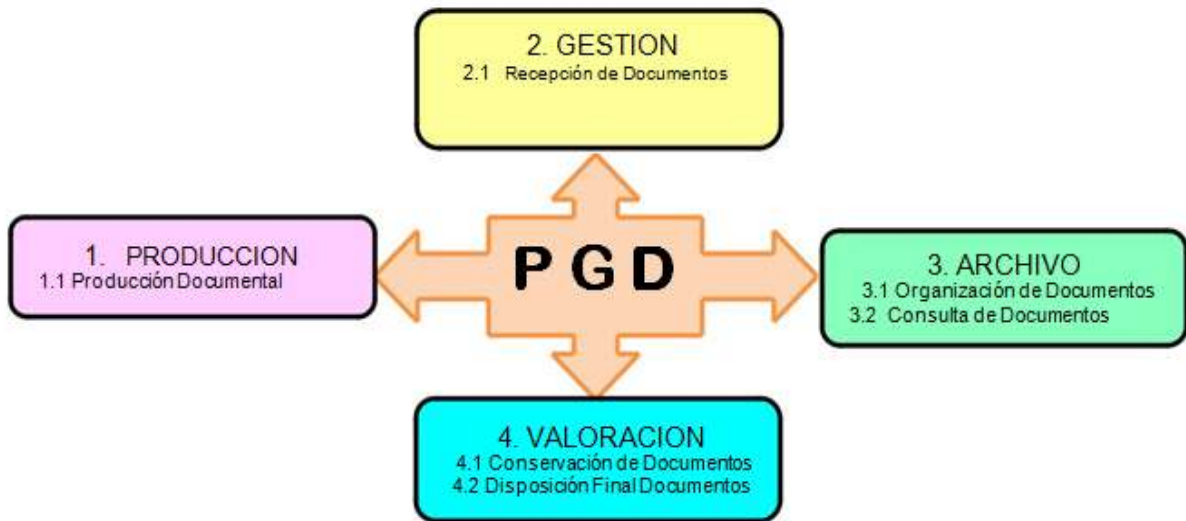 2. GESTION
2.1 Recepción de Documentos
1. PRODUCCION
1.1 Producción Documental
P G D
3. ARCHIVO
3.1 Organización de Documentos
3.2 Consulta de Documentos
4. VALORACION
4.1 Conservación de Documentos
4.2 Disposición Final Documentos